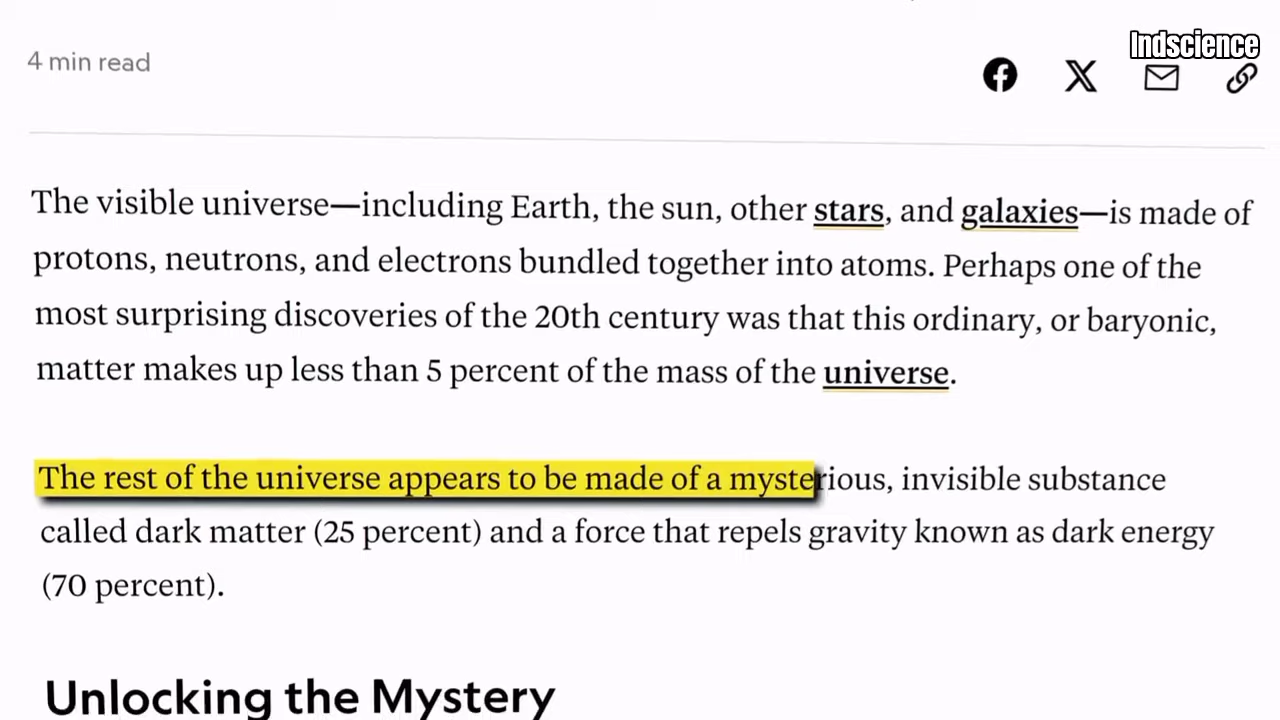 Indscience
4 min read
The visible universe—including Earth, the sun, other stars, and galaxies—is made of
protons, neutrons, and electrons bundled together into atoms. Perhaps one of the
most surprising discoveries of the 20th century was that this ordinary, or baryonic,
matter makes up less than 5 percent of the mass of the universe.
The rest of the universe appears to be made of a mysterious, invisible substance
called dark matter (25 percent) and a force that repels gravity known as dark energy
(70 percent).
Unlocking the Mystery